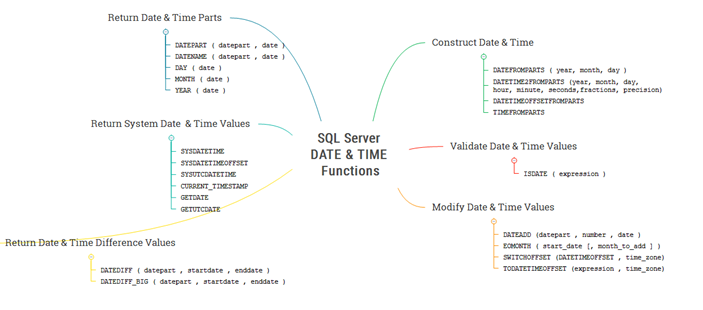 Return Date & Time Parts
DATEPART ( datepart , date )
DATENAME ( datepart , date )
DAY ( date )
MONTH ( date )
YEAR ( date )
Return System Date & Time Values
SYSDATETIME
SYSDATETIMEOFFSET
SYSUTCDATETIME
CURRENT_TIMESTAMP
GETDATE
GETUTCDATE
Return Date & Time Difference Values
DATEDIFF ( datepart , startdate , enddate )
DATEDIFF_BIG ( datepart , startdate , enddate )
SQL Server
DATE & TIME
Functions
Construct Date & Time
DATEFROMPARTS ( year, month, day )
DATETIME2FROMPARTS (year, month, day,
hour, minute, seconds,fractions, precision)
DATETIMEOFFSETFROMPARTS
TIMEFROMPARTS
Validate Date & Time Values
ISDATE ( expression )
Modify Date & Time Values
DATEADD (datepart , number , date )
EOMONTH ( start_date [, month_to_add ] )
SWITCHOFFSET (DATETIMEOFFSET , time_zone)
TODATETIMEOFFSET (expression , time_zone)